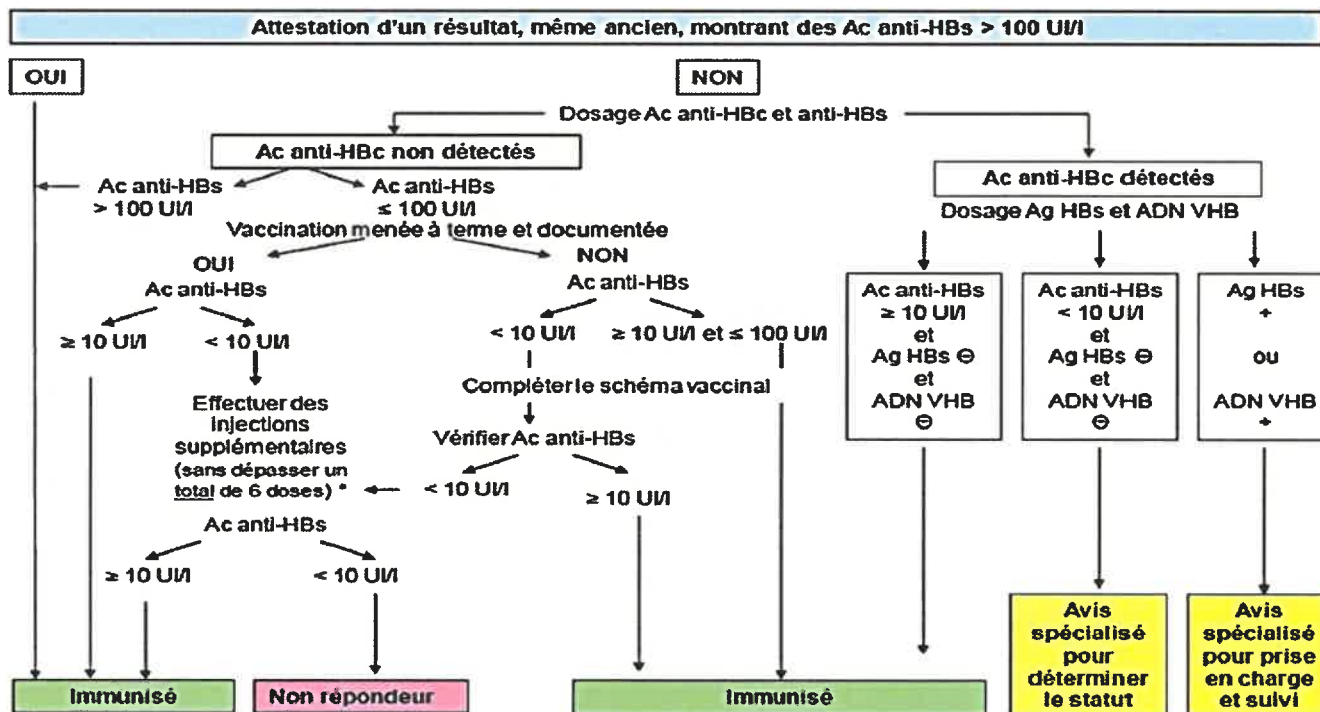 Attestation d'un résultat, même ancien, montrant des Ac anti-HBs > 100 UI/l
OUI
NON
Dosage Ac anti-HBc et anti-HBs
Ac anti-HBc non détectés
Ac anti-HBs
> 100 UI/l
Ac anti-HBs
≤ 100 UI/l
Vaccination menée à terme et documentée
OUI
Ac anti-HBs
≥ 10 UI/l
< 10 UI/l
Effectuer des
injections
supplémentaires
(sans dépasser un
total de 6 doses) *
Ac anti-HBs
≥ 10 UI/l
< 10 UI/l
NON
Ac anti-HBs
< 10 UI/l
≥ 10 UI/l et ≤ 100 UI/l
Compléter le schéma vaccinal
Vérifier Ac anti-HBs
< 10 UI/l
≥ 10 UI/l
Ac anti-HBc détectés
Dosage Ag HBs et ADN VHB
Ac anti-HBs
≥ 10 UI/l
et
Ag HBs ⊖
et
ADN VHB
⊖
Ac anti-HBs
< 10 UI/l
et
Ag HBs ⊖
et
ADN VHB
⊖
Ag HBs
+
ou
ADN VHB
+
Immunisé
Non répondeur
Immunisé
Avis
spécialisé
pour
déterminer
le statut
Avis
spécialisé
pour prise
en charge
et suivi